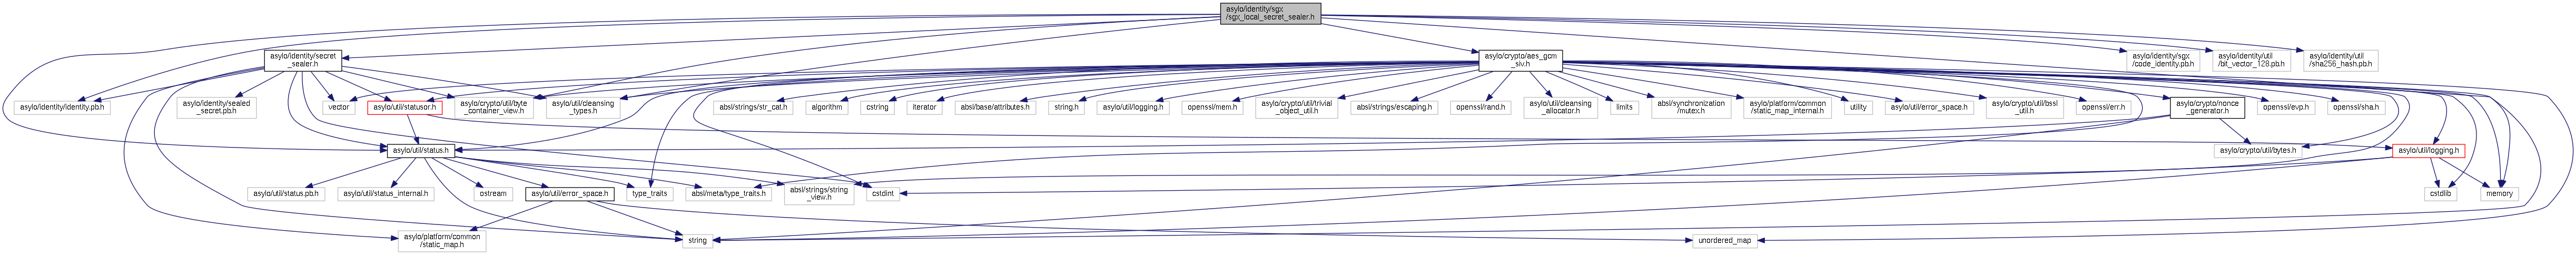 asylo/identity/sgx
/sgx_local_secret_sealer.h
asylo/identity/secret
_sealer.h
asylo/crypto/aes_gcm
_siv.h
asylo/identity/sgx
/code_identity.pb.h
asylo/identity/util
/bit_vector_128.pb.h
asylo/identity/util
/sha256_hash.pb.h
asylo/identity/identity.pb.h
asylo/identity/sealed
_secret.pb.h
vector
asylo/util/statusor.h
asylo/crypto/util/byte
_container_view.h
asylo/util/cleansing
_types.h
absl/strings/str_cat.h
algorithm
cstring
iterator
absl/base/attributes.h
string.h
asylo/util/logging.h
openssl/mem.h
asylo/crypto/util/trivial
_object_util.h
absl/strings/escaping.h
openssl/rand.h
asylo/util/cleansing
_allocator.h
limits
absl/synchronization
/mutex.h
asylo/platform/common
/static_map_internal.h
utility
asylo/util/error_space.h
asylo/crypto/util/bssl
_util.h
openssl/err.h
asylo/crypto/nonce
_generator.h
openssl/evp.h
openssl/sha.h
asylo/util/status.h
asylo/crypto/util/bytes.h
asylo/util/logging.h
asylo/util/status.pb.h
asylo/util/status_internal.h
ostream
asylo/util/error_space.h
type_traits
absl/meta/type_traits.h
absl/strings/string
_view.h
cstdint
cstdlib
memory
asylo/platform/common
/static_map.h
string
unordered_map